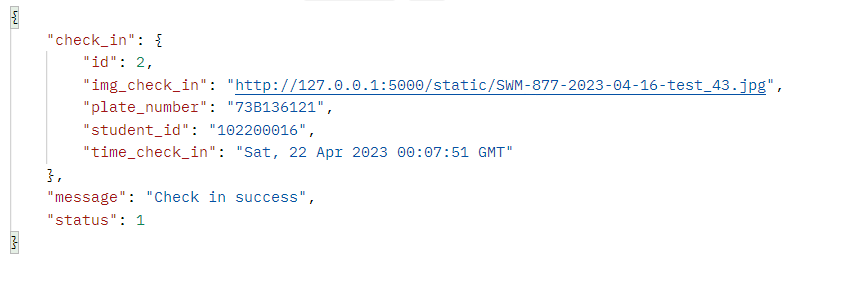 {
"check_in": {
"id": 2,
"img_check_in": "http://127.0.0.1:5000/static/SWM-877-2023-04-16-test_43.jpg",
"plate_number": "73B136121",
"student_id": "102200016",
"time_check_in": "Sat, 22 Apr 2023 00:07:51 GMT"
},
"message": "Check in success",
"status": 1
}